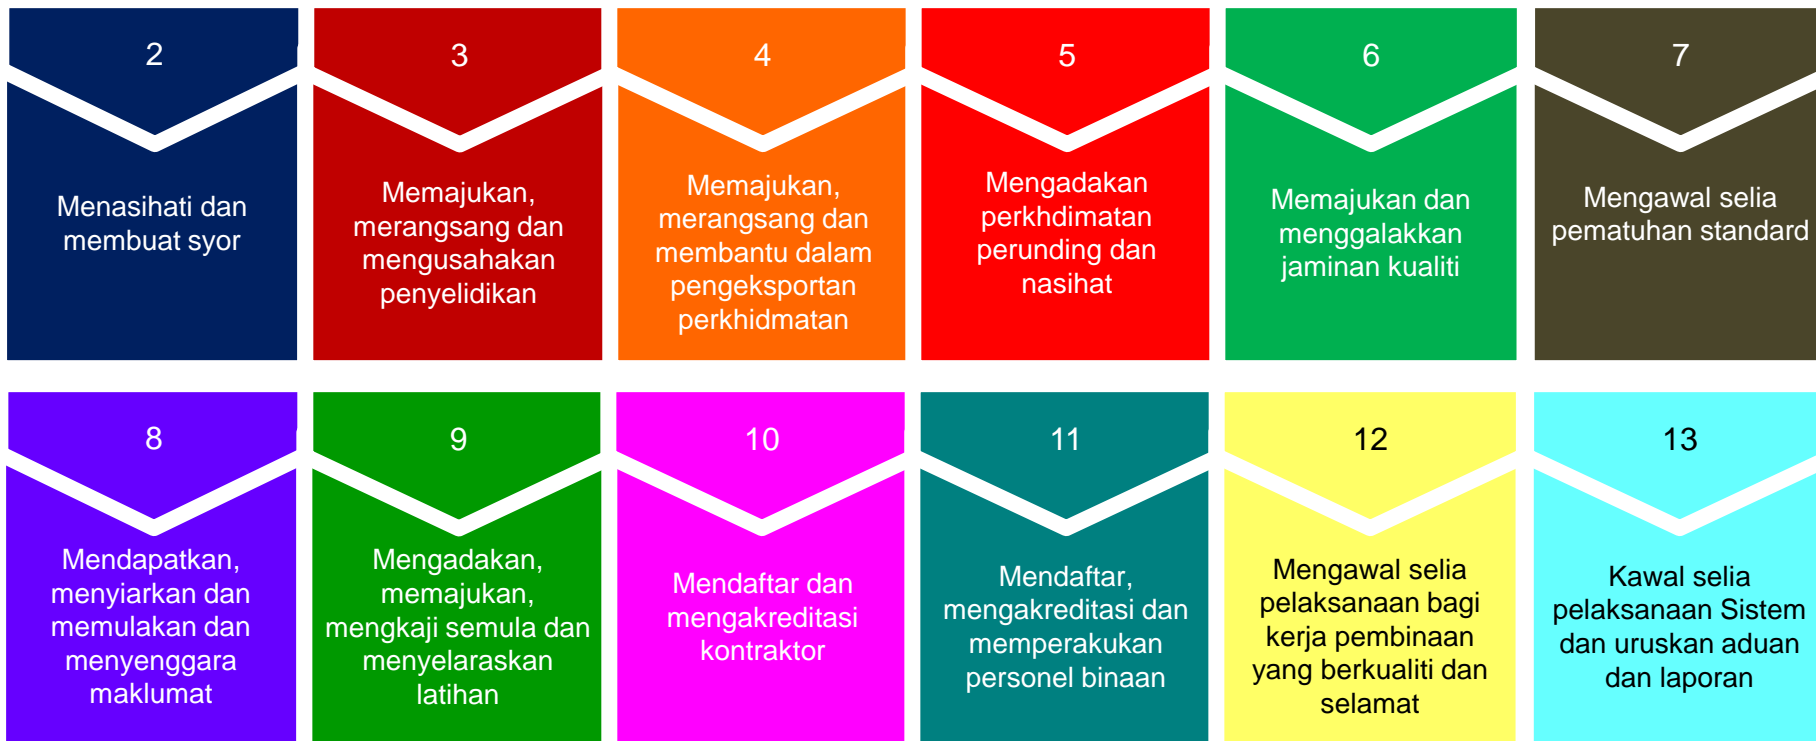 2
Menasihati dan
membuat syor
3
Memajukan,
merangsang dan
mengusahakan
penyelidikan
4
Memajukan,
merangsang dan
membantu dalam
pengeksportan
perkhidmatan
5
Mengadakan
perkhdimatan
perunding dan
nasihat
6
Memajukan dan
menggalakkan
jaminan kualiti
7
Mengawal selia
pematuhan standard
8
Mendapatkan,
menyiarkan dan
memulakan dan
menyenggara
maklumat
9
Mengadakan,
memajukan,
mengkaji semula dan
menyelaraskan
latihan
10
Mendaftar dan
mengakreditasi
kontraktor
11
Mendaftar,
mengakreditasi dan
memperakukan
personel binaan
12
Mengawal selia
pelaksanaan bagi
kerja pembinaan
yang berkualiti dan
selamat
13
Kawal selia
pelaksanaan Sistem
dan uruskan aduan
dan laporan